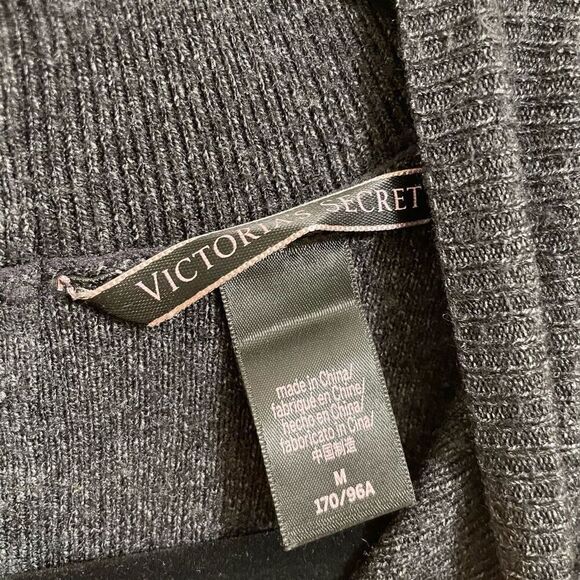 VICTORIA'S SECRET
made in China/
fabriqué en Chine/
hecho en China/
fabbricato in Cina/
中国制造
M
170/96A